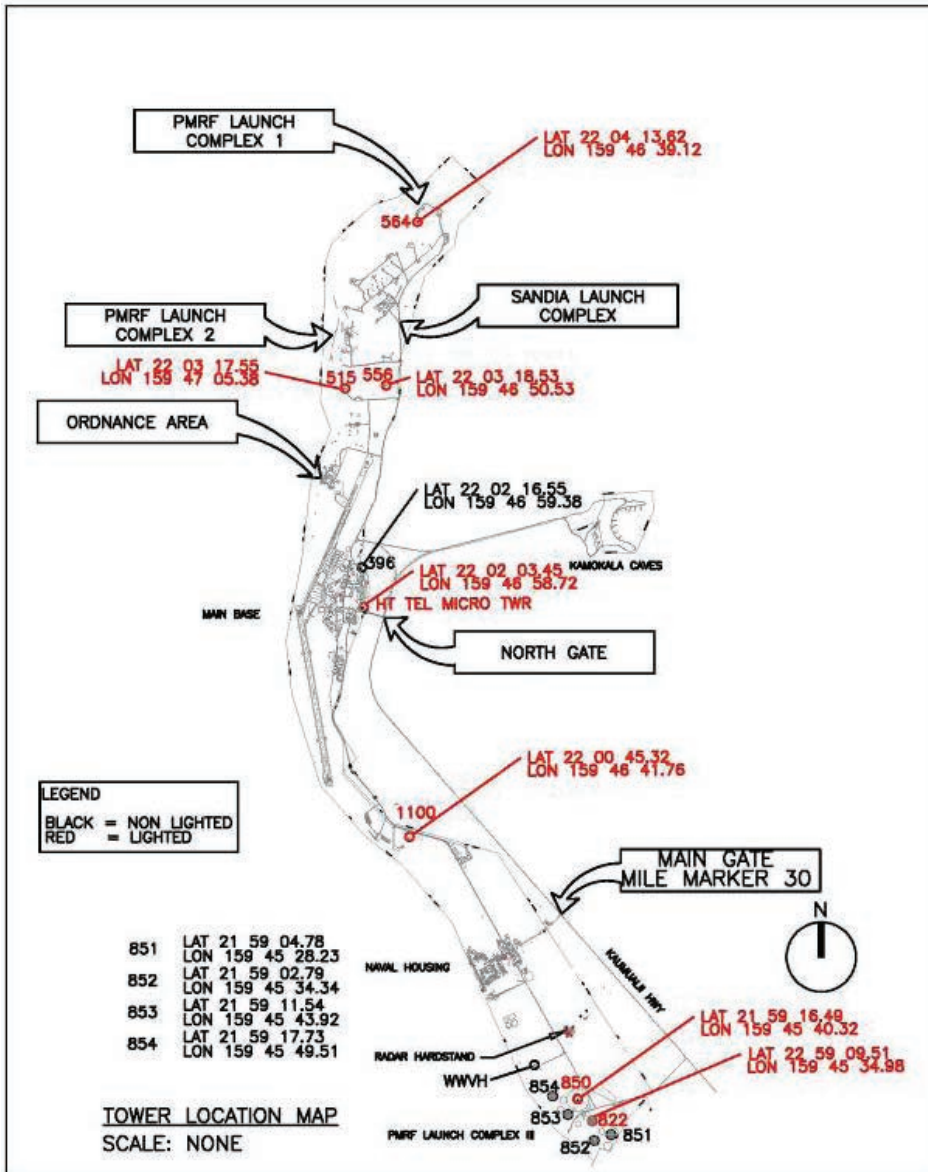 PMRF LAUNCH
COMPLEX 1
LAT 22 04 13.62
LON 159 46 39.12
564
SANDIA LAUNCH
COMPLEX
PMRF LAUNCH
COMPLEX 2
LAT 22 03 17.55
LON 159 47 05.38
515
556
LAT 22 03 18.53
LON 159 46 50.53
ORDNANCE AREA
LAT 22 02 16.55
LON 159 46 59.38
396
KAMOKALA CAVES
LAT 22 02 03.45
LON 159 46 58.72
HT TEL MICRO TWR
MAIN BASE
NORTH GATE
LAT 22 00 45.32
LON 159 46 41.76
1100
LEGEND
BLACK = NON LIGHTED
RED = LIGHTED
MAIN GATE
MILE MARKER 30
N
851 LAT 21 59 04.78
LON 159 45 28.23
852 LAT 21 59 02.79
LON 159 45 34.34
853 LAT 21 59 11.54
LON 159 45 43.92
854 LAT 21 59 17.73
LON 159 45 49.51
NAVAL HOUSING
KAUMUALII HWY
LAT 21 59 16.49
LON 159 45 40.32
RADAR HARDSTAND
LAT 22 59 09.51
LON 159 45 34.98
WWVH
854
850
853
822
852
851
PMRF LAUNCH COMPLEX III
TOWER LOCATION MAP
SCALE: NONE